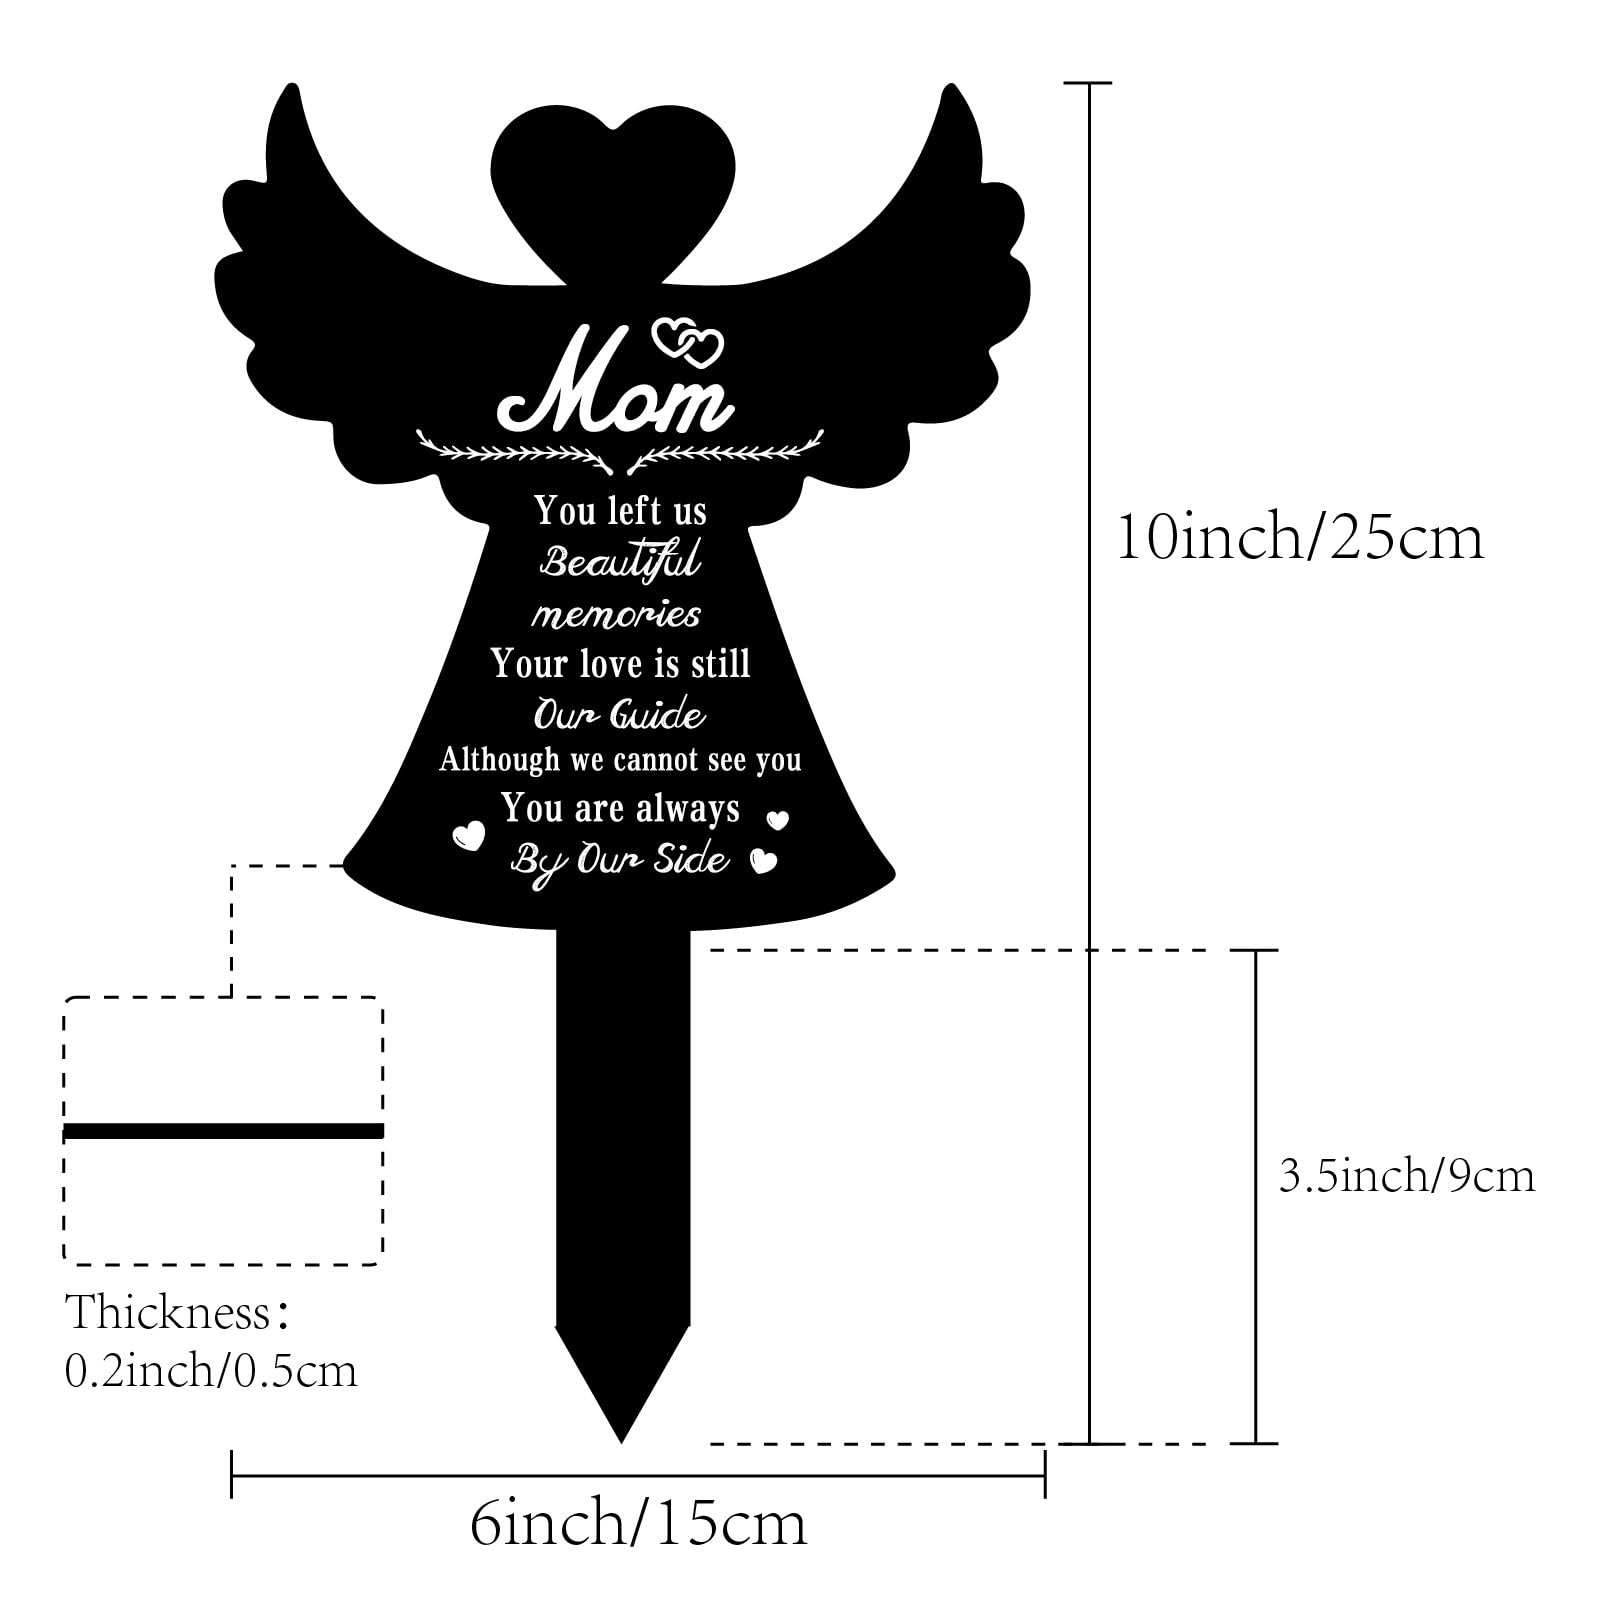 Mom
You left us
Beautiful
memories
Your love is still
Our Guide
Although we cannot see you
You are always
By Our Side
10inch/25cm
3.5inch/9cm
Thickness:
0.2inch/0.5cm
6inch/15cm